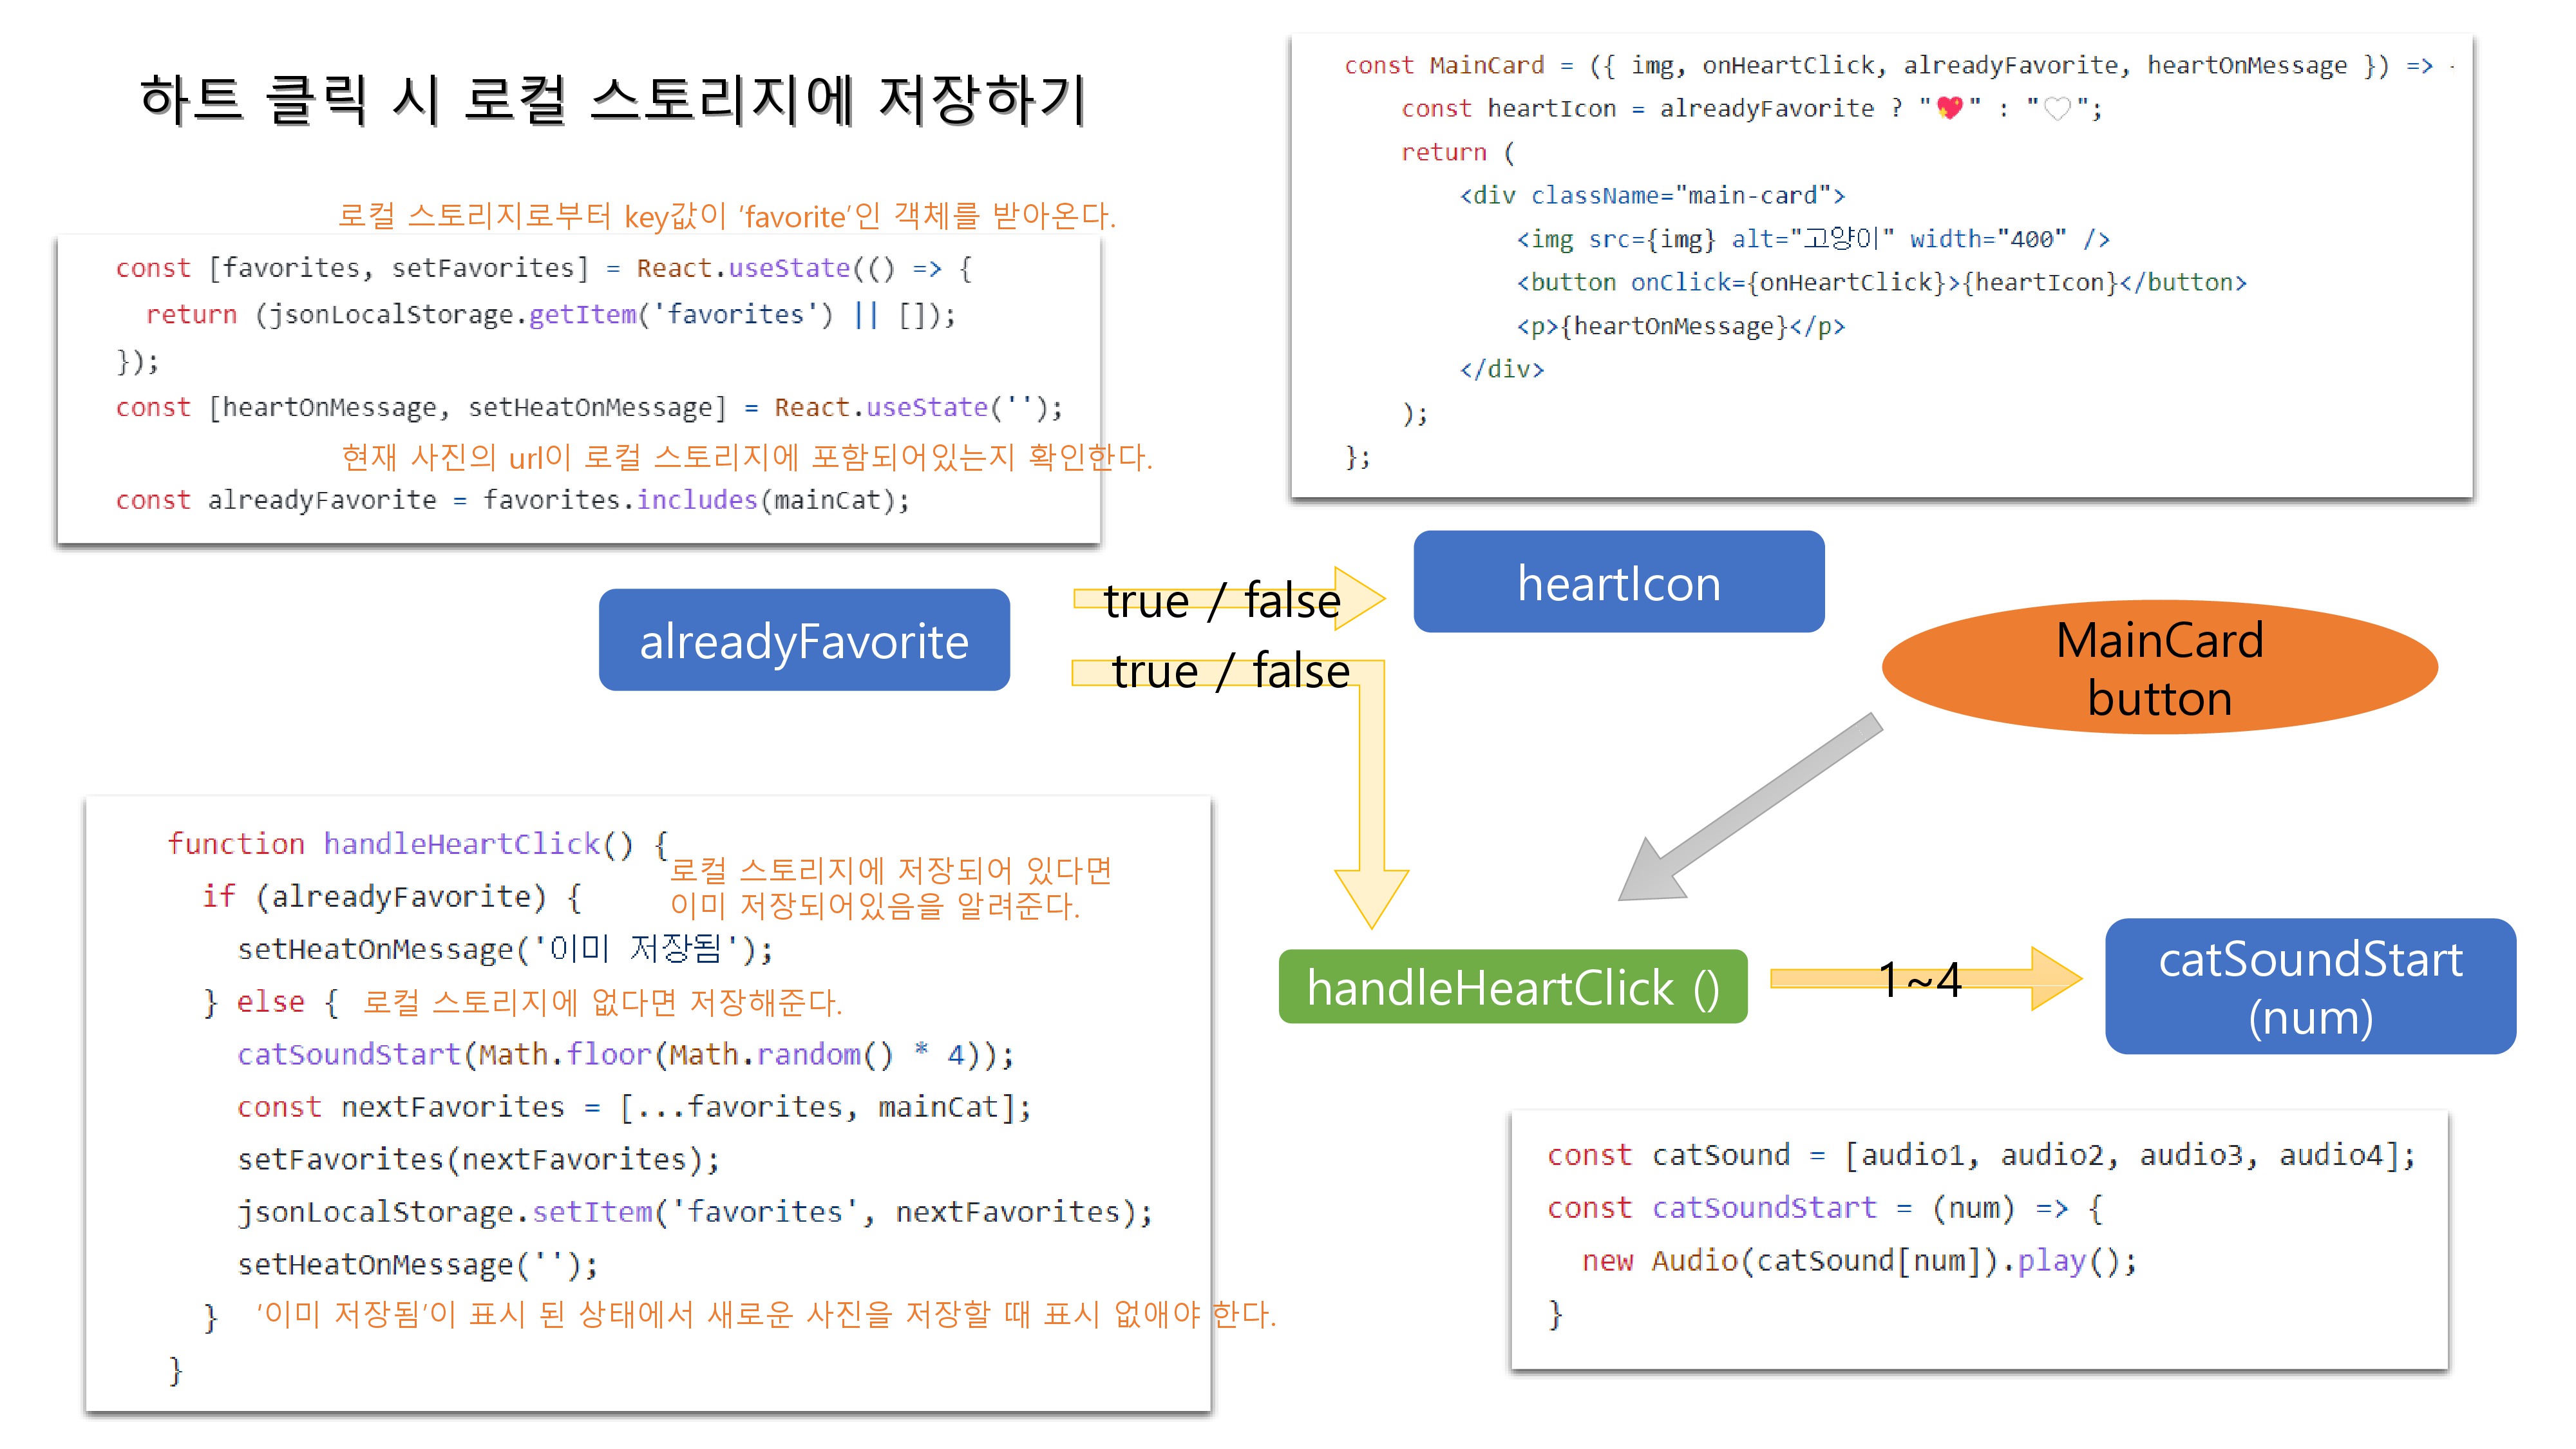 하트 클릭 시 로컬 스토리지에 저장하기
로컬 스토리지로부터 key값이 'favorite'인 객체를 받아온다.
const [favorites, setFavorites] = React.useState(() => {
return (jsonLocalStorage.getItem('favorites') || []);
});
const [heartOnMessage, setHeatOnMessage] = React.useState('');
현재 사진의 url이 로컬 스토리지에 포함되어있는지 확인한다.
const alreadyFavorite = favorites.includes(mainCat);
const MainCard = ({ img, onHeartClick, alreadyFavorite, heartOnMessage }) =>
const heartIcon = alreadyFavorite ? "💖" : "🤍";
return (
<div className="main-card">
<img src={img} alt="고양이" width="400" />
<button onClick={onHeartClick}>{heartIcon}</button>
<p>{heartOnMessage}</p>
</div>
);
};
alreadyFavorite
true / false
true / false
heartIcon
MainCard
button
function handleHeartClick() {
로컬 스토리지에 저장되어 있다면
이미 저장되어있음을 알려준다.
if (alreadyFavorite) {
setHeatOnMessage('이미 저장됨');
} else { 로컬 스토리지에 없다면 저장해준다.
catSoundStart(Math.floor(Math.random() * 4));
const nextFavorites = [...favorites, mainCat];
setFavorites(nextFavorites);
jsonLocalStorage.setItem('favorites', nextFavorites);
setHeatOnMessage('');
} '이미 저장됨'이 표시 된 상태에서 새로운 사진을 저장할 때 표시 없애야 한다.
}
handleHeartClick ()
1~4
catSoundStart
(num)
const catSound = [audio1, audio2, audio3, audio4];
const catSoundStart = (num) => {
new Audio(catSound[num]).play();
}